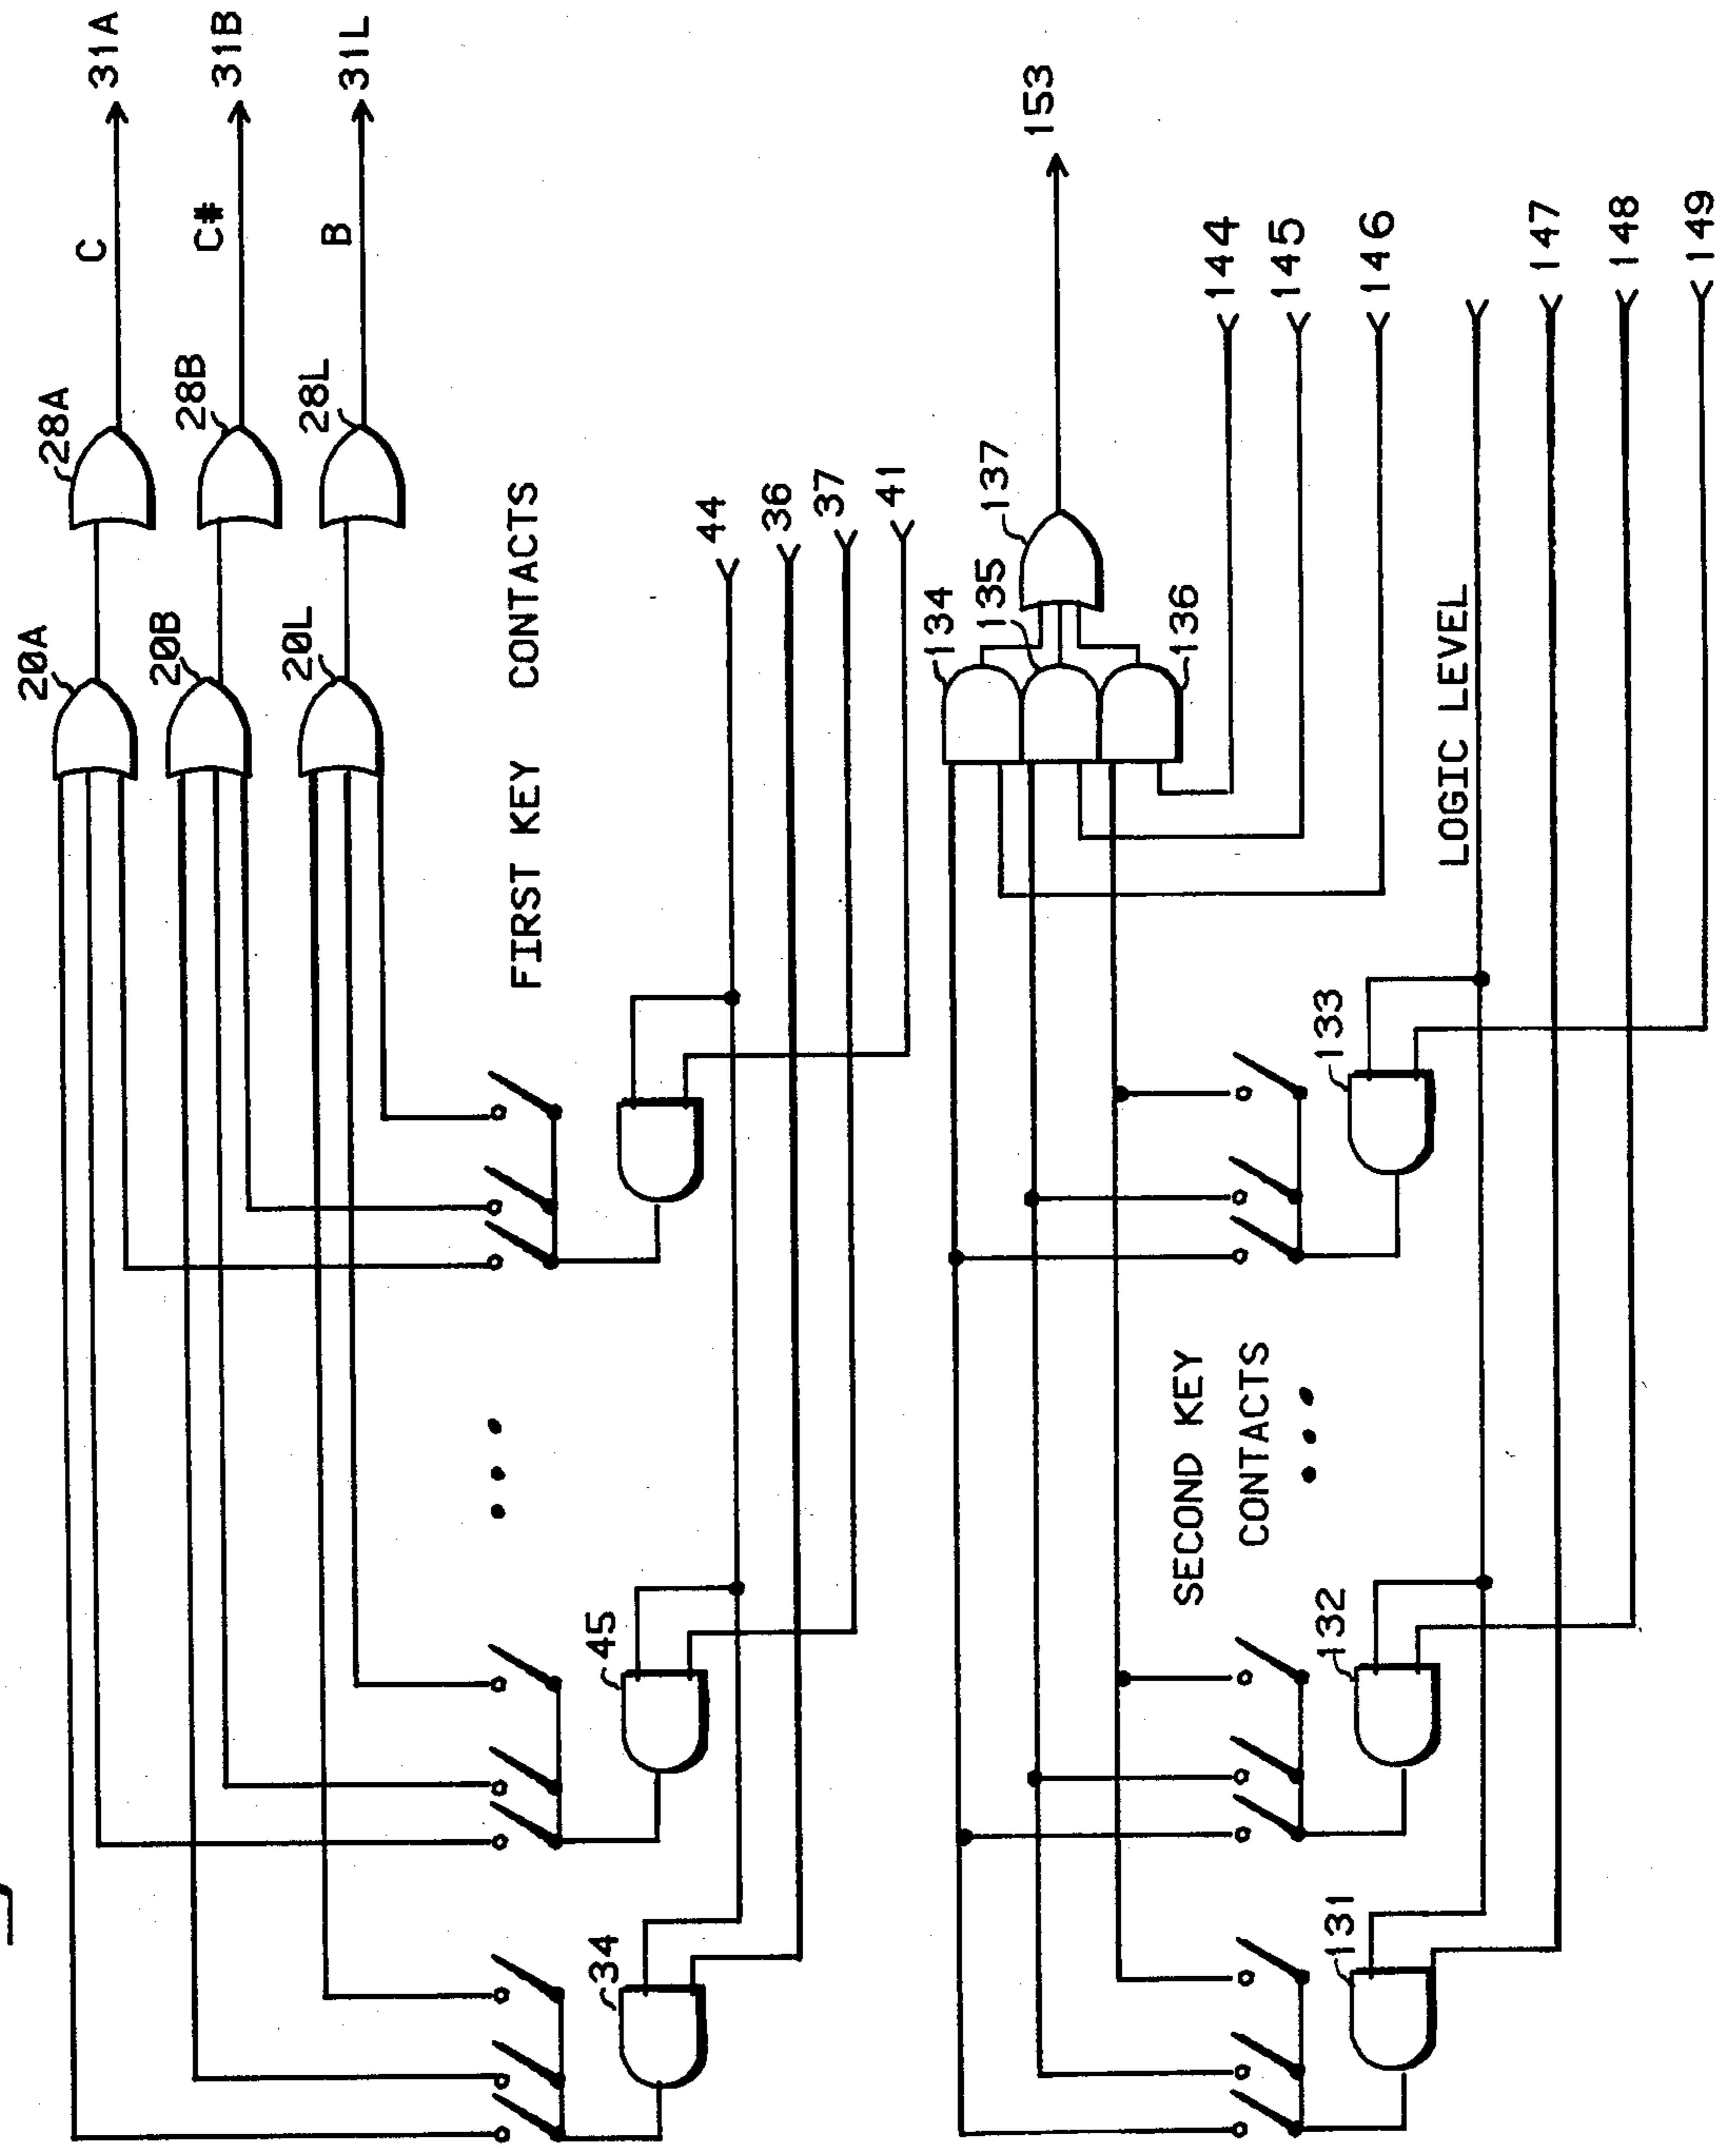 20A
28A
C
31A
20B
28B
C#
31B
20L
28L
B
31L
FIRST KEY CONTACTS
34
45
44
36
37
41
134
135
137
153
136
144
145
146
SECOND KEY
CONTACTS
LOGIC LEVEL
131
132
133
147
148
149